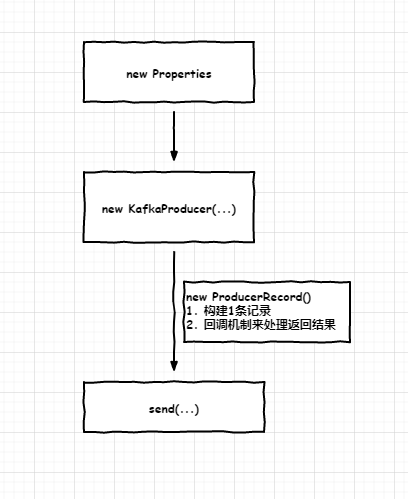 new Properties
new KafkaProducer(...)
new ProducerRecord()
1. 构建1条记录
2. 回调机制来处理返回结果
send(...)